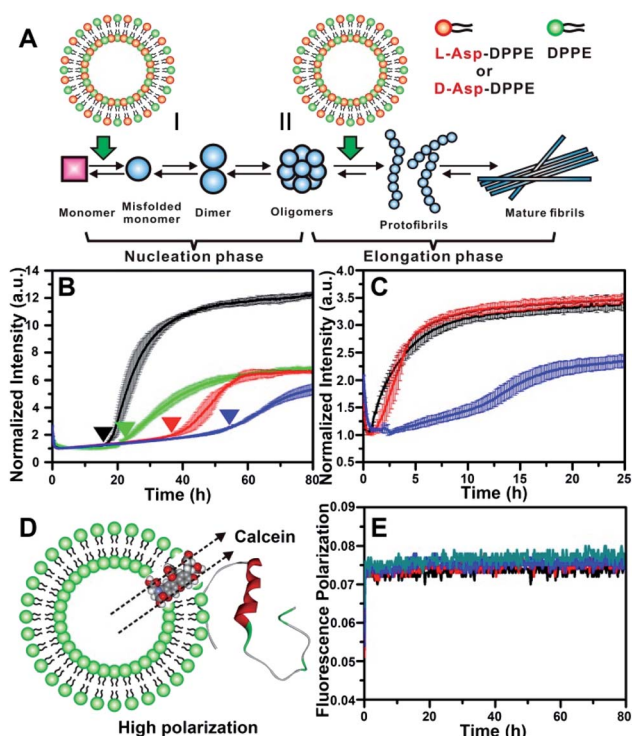 A
L-Asp-DPPE
or
D-Asp-DPPE
DPPE
I
II
Monomer
Misfolded
monomer
Dimer
Oligomers
Protofibrils
Mature fibrils
Nucleation phase
Elongation phase
B
Normalized Intensity (a.u.)
14
12
10
8
6
4
2
0
0 20 40 60 80
Time (h)
C
Normalized Intensity (a.u.)
4.0
3.5
3.0
2.5
2.0
1.5
1.0
0.5
0 5 10 15 20 25
Time (h)
D
Calcein
High polarization
E
Fluorescence Polarization
0.09
0.08
0.07
0.06
0.05
0.04
0 20 40 60 80
Time (h)